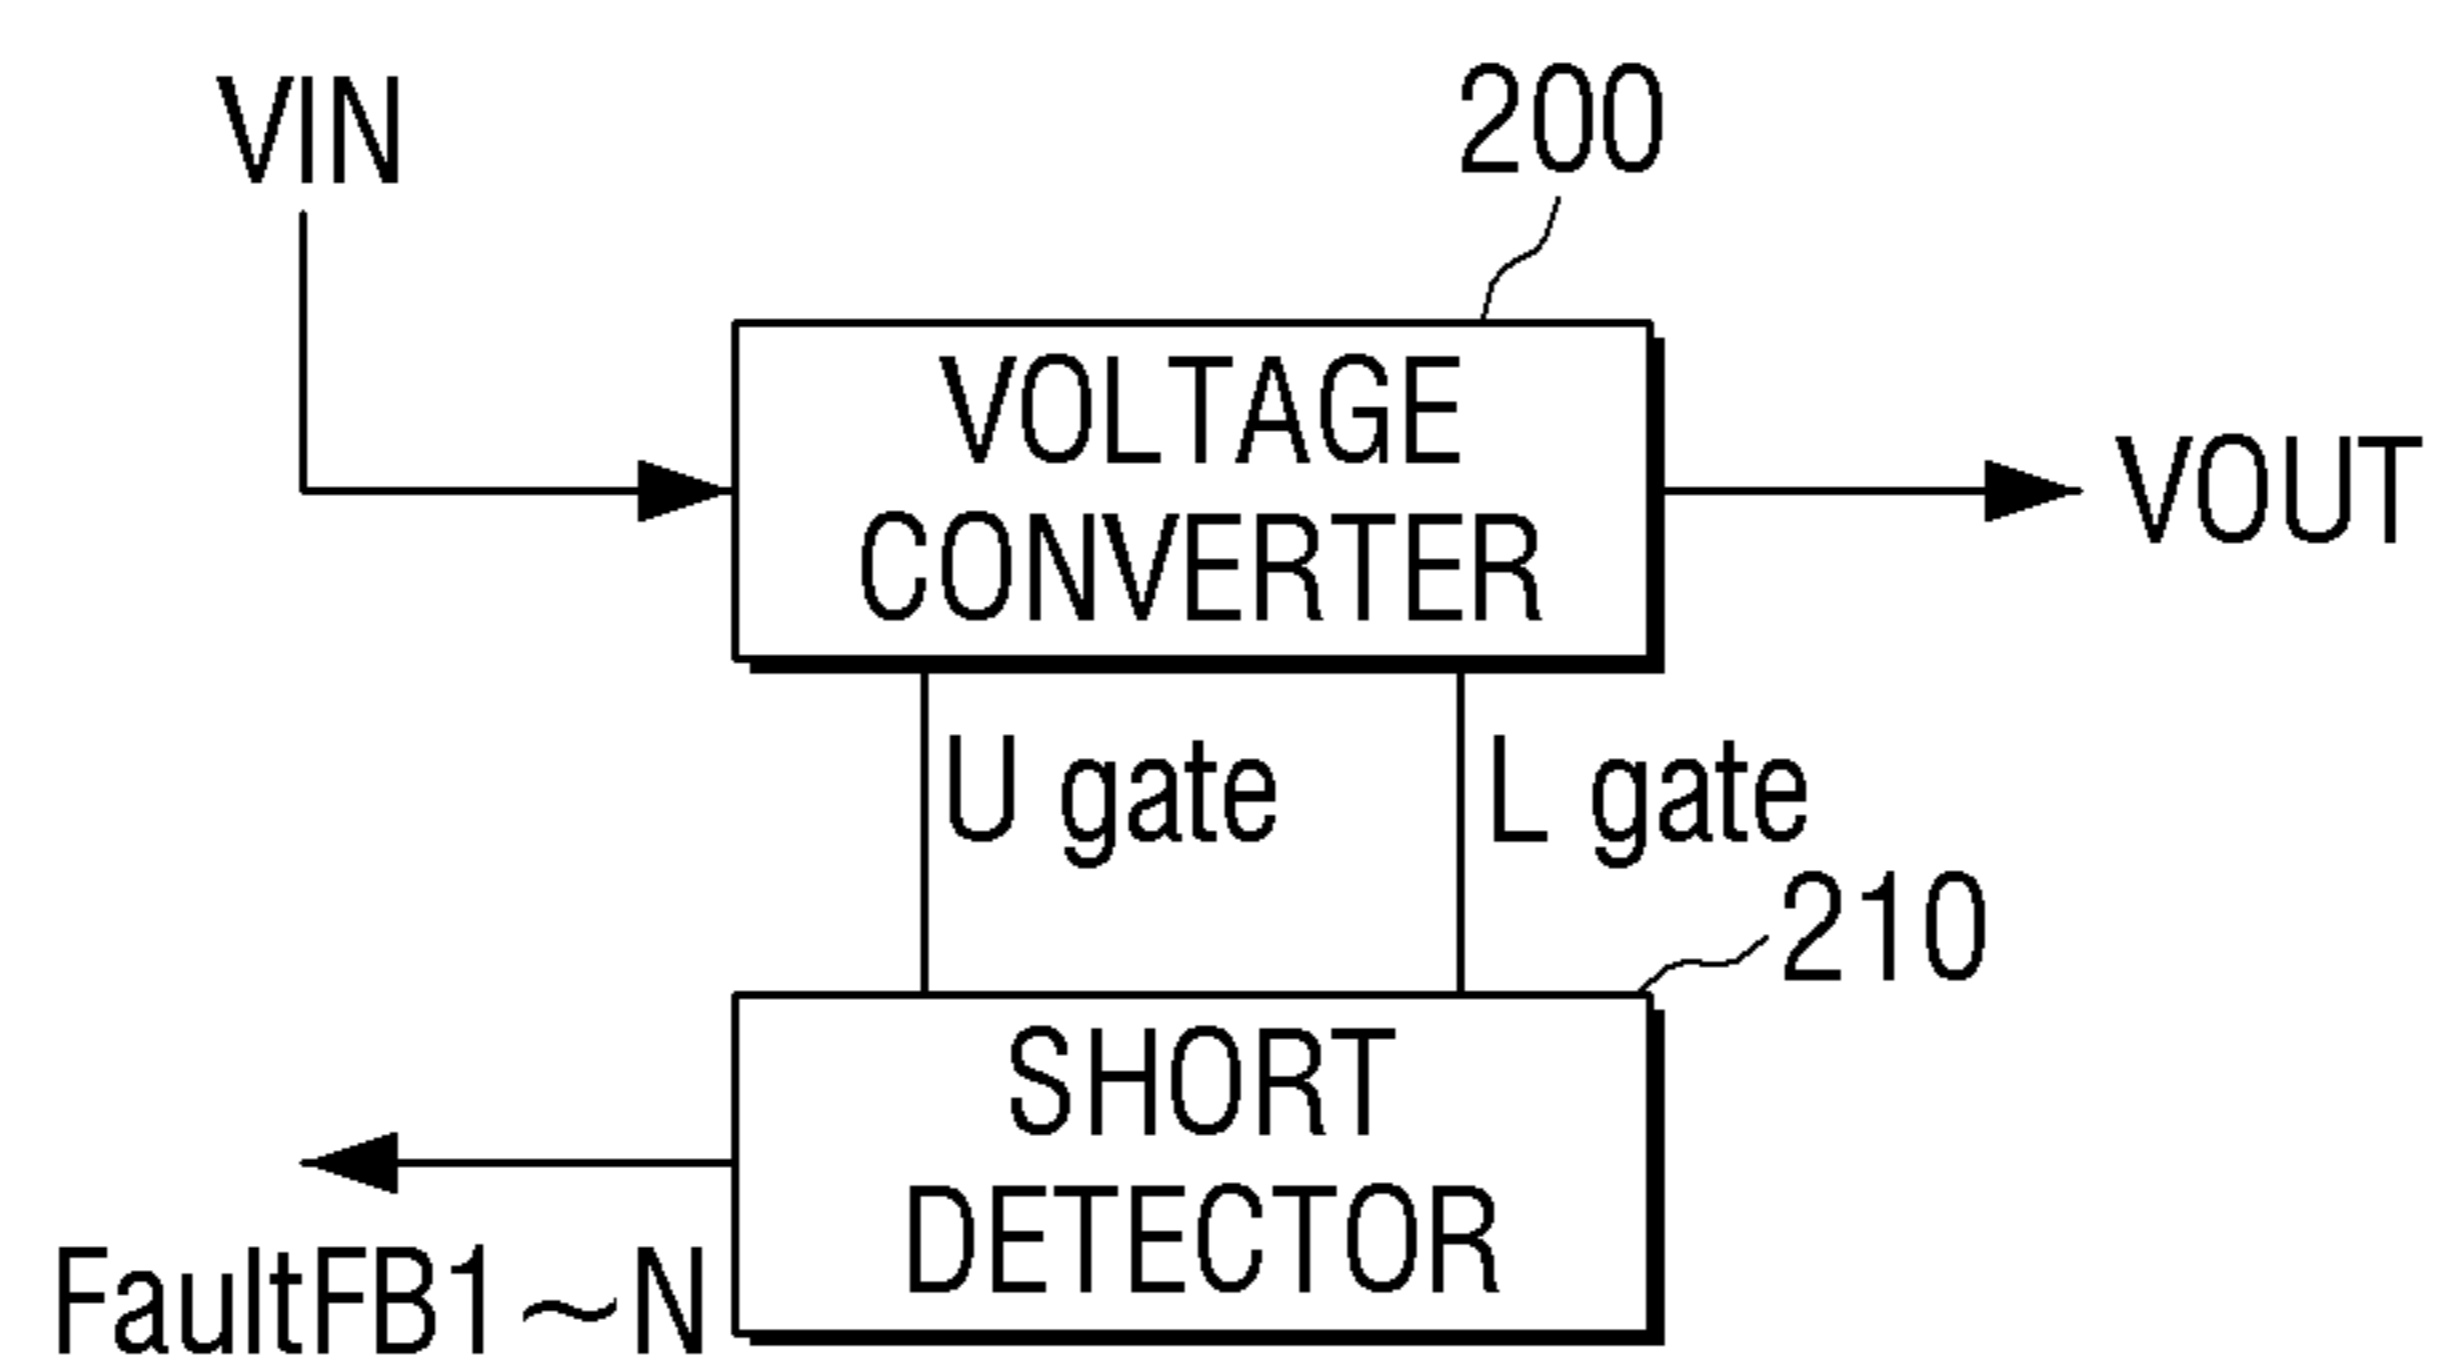 VIN
200
VOLTAGE
CONVERTER
VOUT
U gate
L gate
210
SHORT
DETECTOR
FaultFB1~N